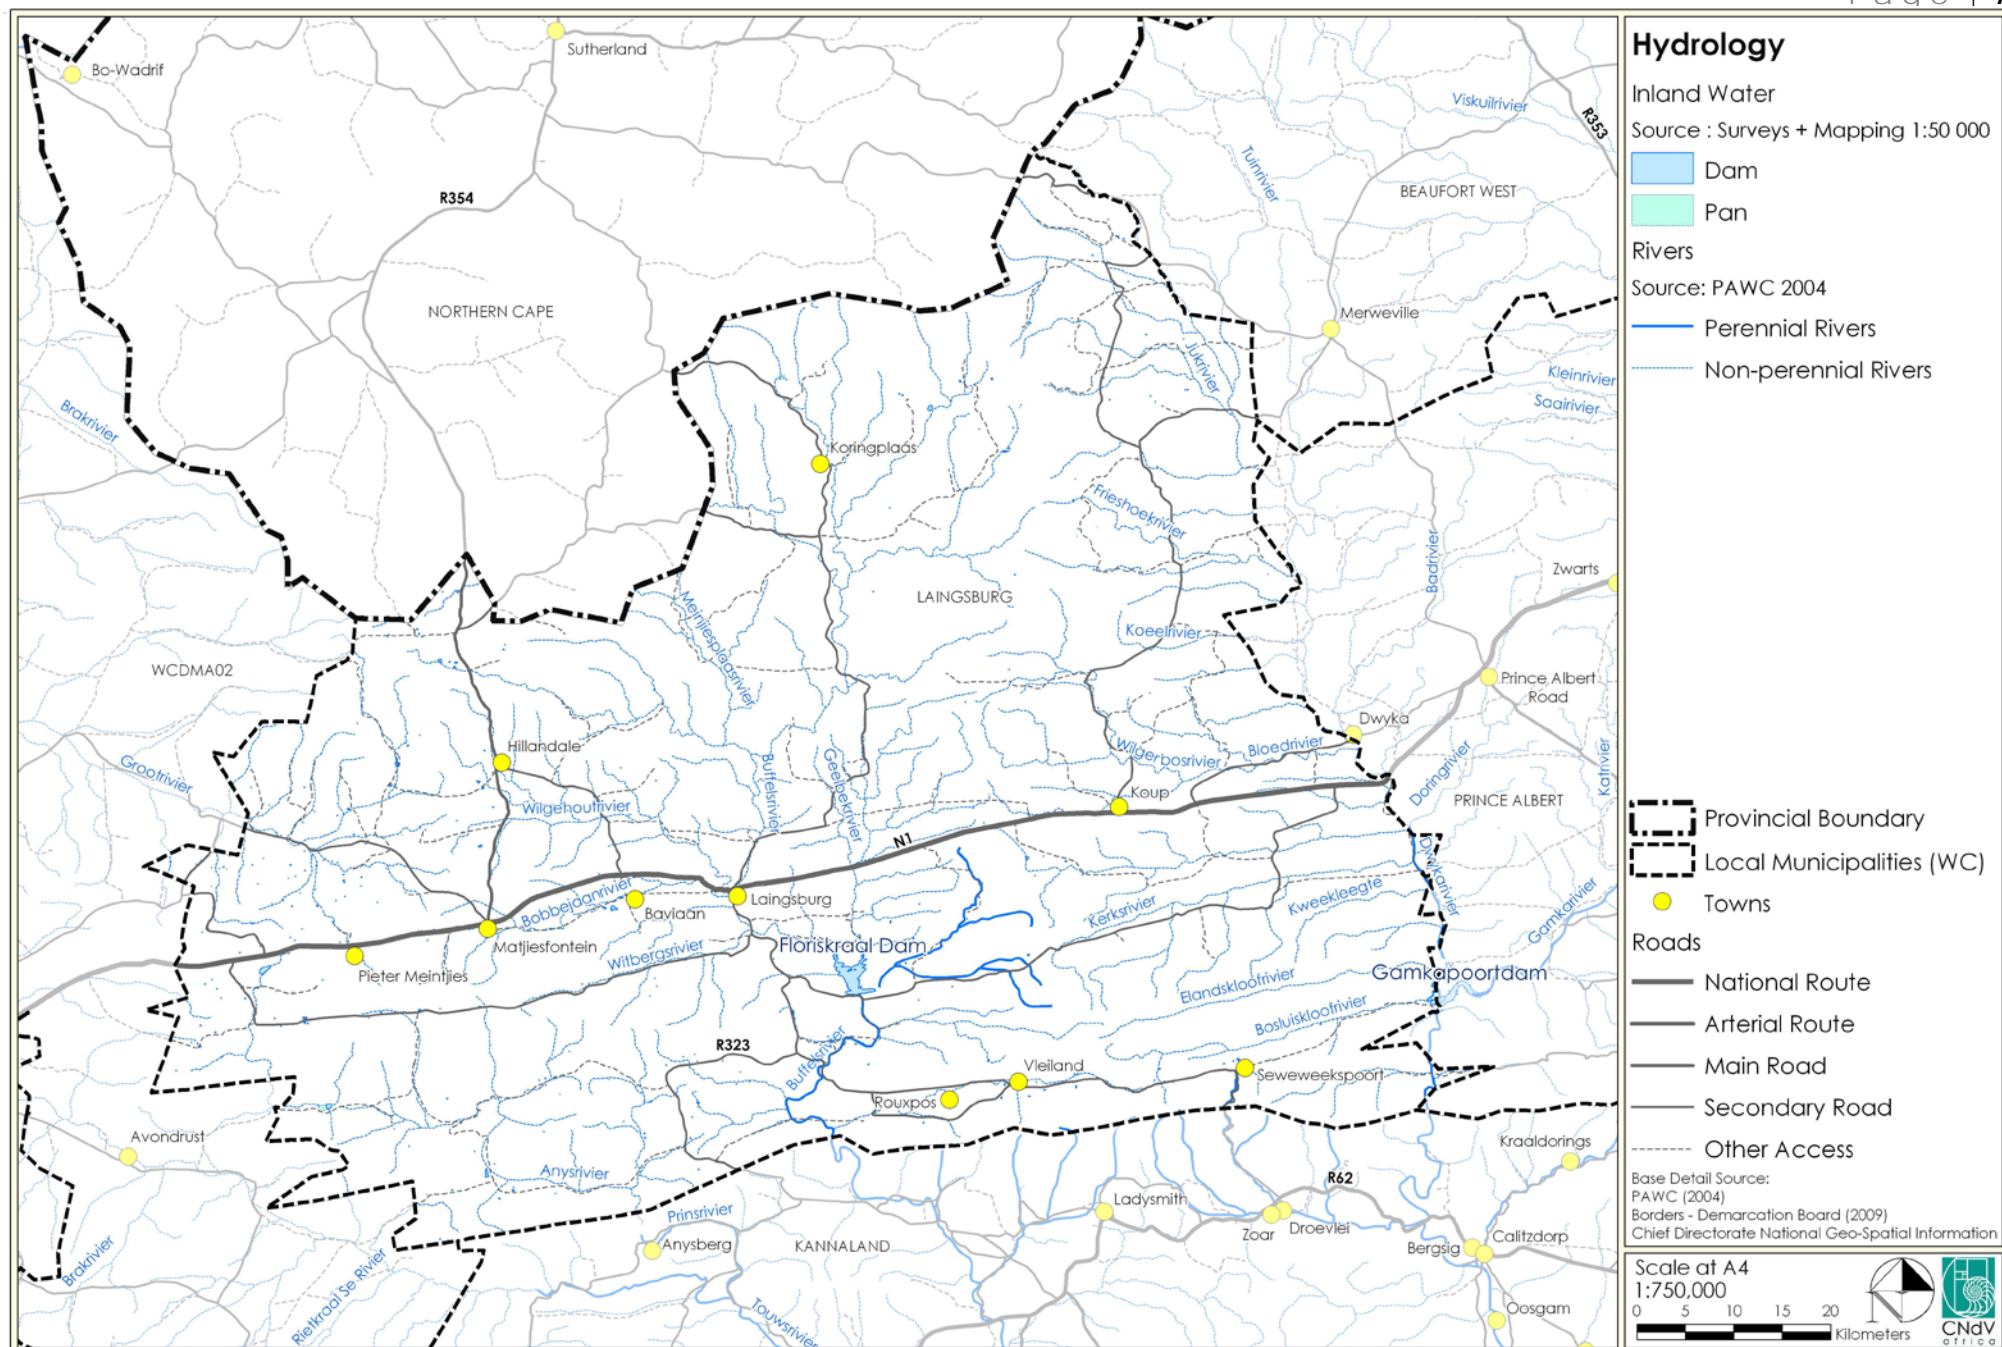 Page |
Sutherland
Bo-Wadrif
Viskuilrivier
R353
Tuinrivier
BEAUFORT WEST
R354
NORTHERN CAPE
Merweville
Jukrivier
Kleinrivier
Saairivier
Brakrivier
Koringplaas
Frieshoekrivier
Badrivier
Zwarts
LAINGSBURG
Meintjiesplaasrivier
Koeelrivier
WCDMA02
Prince Albert
Road
Dwyka
Hillandale
Grootrivier
Buffelsrivier
Geelbekrivier
Wilgerbosrivier
Bloedrivier
Doringrivier
Katrivier
Koup
PRINCE ALBERT
Wilgehoutrivier
N1
Dwykarivier
Bobbejaanrivier
Baviaan
Laingsburg
Kerksrivier
Kweekleegte
Gamkarivier
Matjiesfontein
Witbergsrivier
Floriskraal Dam
Pieter Meintjies
Elandskloofrivier
Gamkapoortdam
Bosluiskloofrivier
R323
Buffelsrivier
Vleiland
Seweweekspoort
Rouxpos
Avondrust
Kraaldorings
Anysrivier
R62
Ladysmith
Prinsrivier
Zoar
Droevlei
Calitzdorp
Bergsig
Anysberg
KANNALAND
Brakrivier
Rietkraal Se Rivier
Touwsrivier
Oosgam
Hydrology
Inland Water
Source : Surveys + Mapping 1:50 000
Dam
Pan
Rivers
Source: PAWC 2004
Perennial Rivers
Non-perennial Rivers
Provincial Boundary
Local Municipalities (WC)
Towns
Roads
National Route
Arterial Route
Main Road
Secondary Road
Other Access
Base Detail Source:
PAWC (2004)
Borders - Demarcation Board (2009)
Chief Directorate National Geo-Spatial Information
Scale at A4
1:750,000
0 5 10 15 20
Kilometers
CNdV
africa